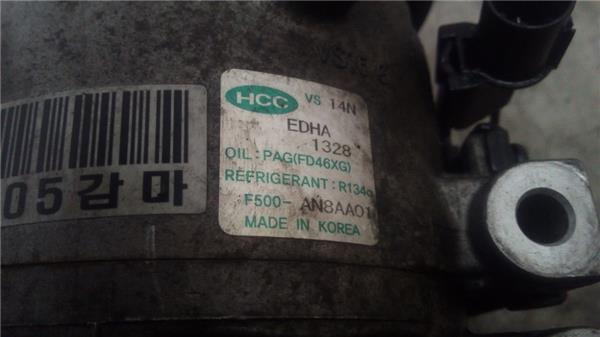 HCC VS 14N
EDHA
1328
OIL : PAG(FD46XG)
REFRIGERANT : R134a
F500- AN8AA01
MADE IN KOREA
05감마